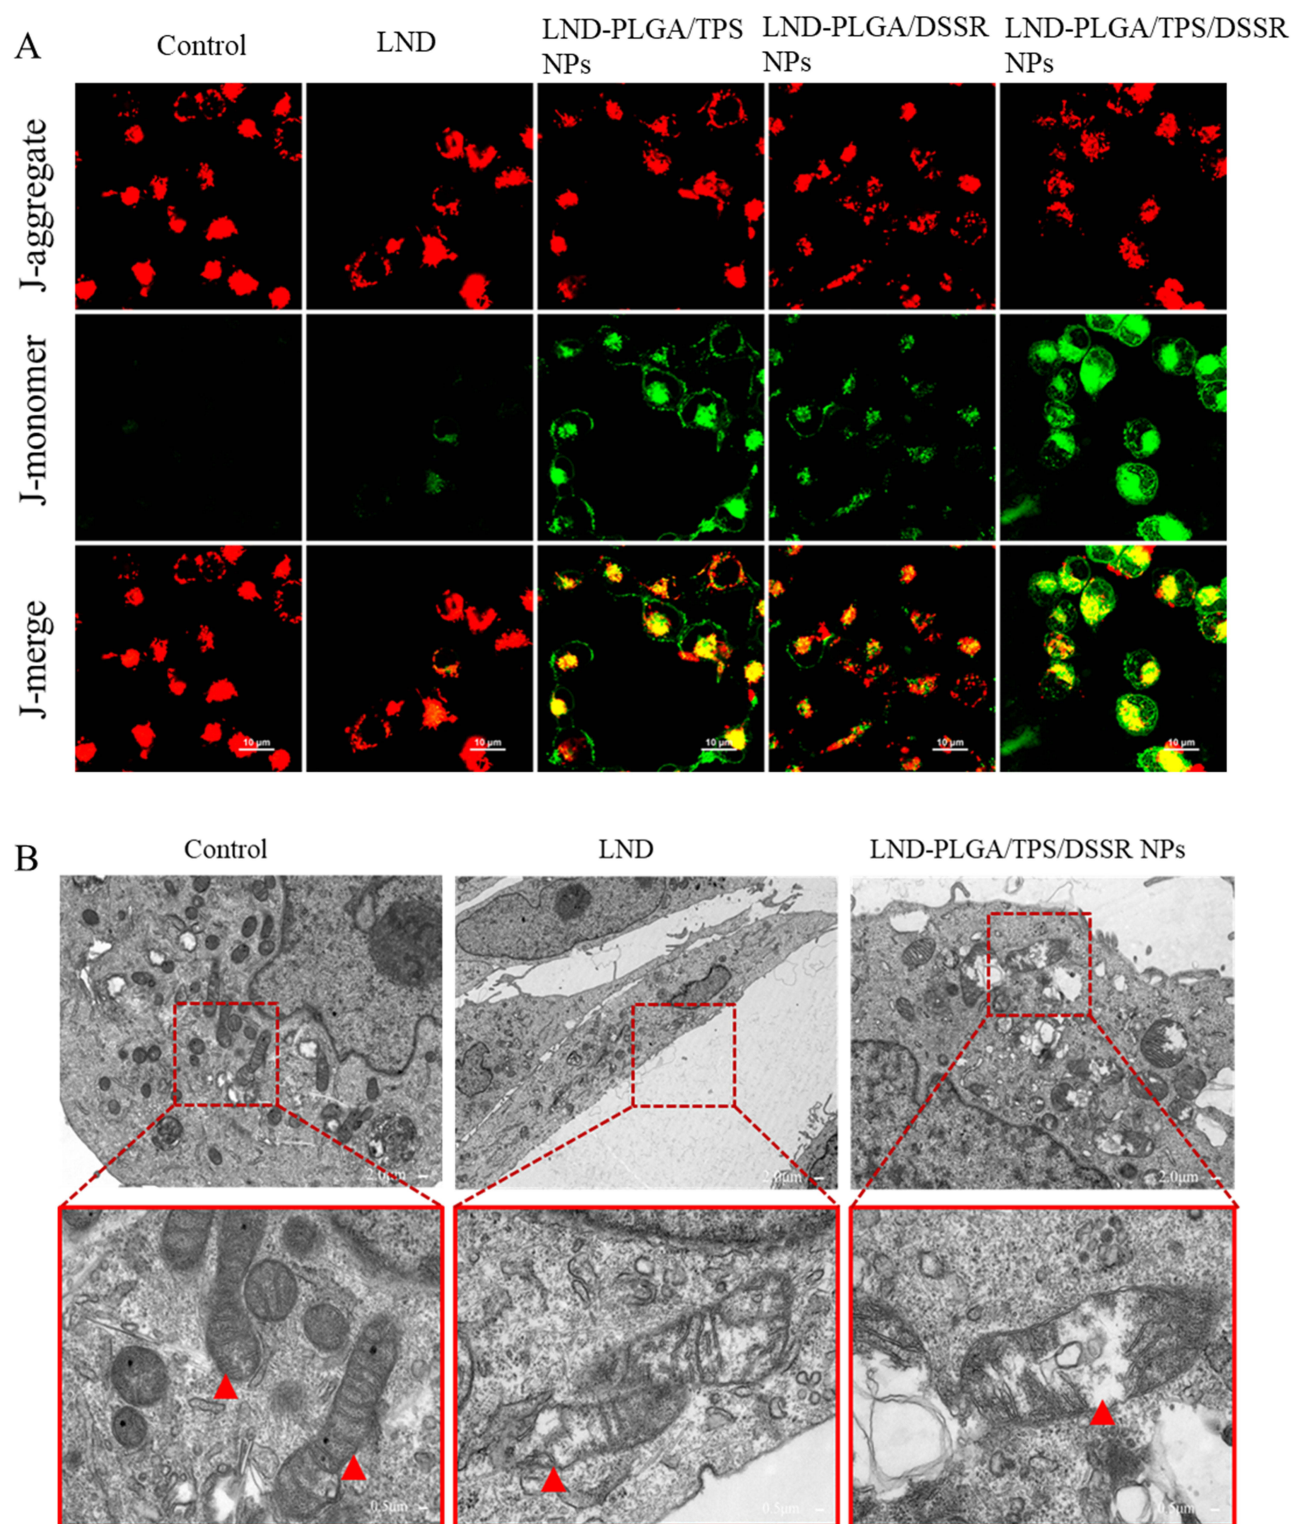 A
Control
LND
LND-PLGA/TPS
NPs
LND-PLGA/DSSR
NPs
LND-PLGA/TPS/DSSR
NPs
J-aggregate
J-monomer
J-merge
10 µm
10 µm
10 µm
10 µm
10 µm
B
Control
LND
LND-PLGA/TPS/DSSR NPs
2.0µm
2.0µm
2.0µm
0.5µm
0.5µm
0.5µm